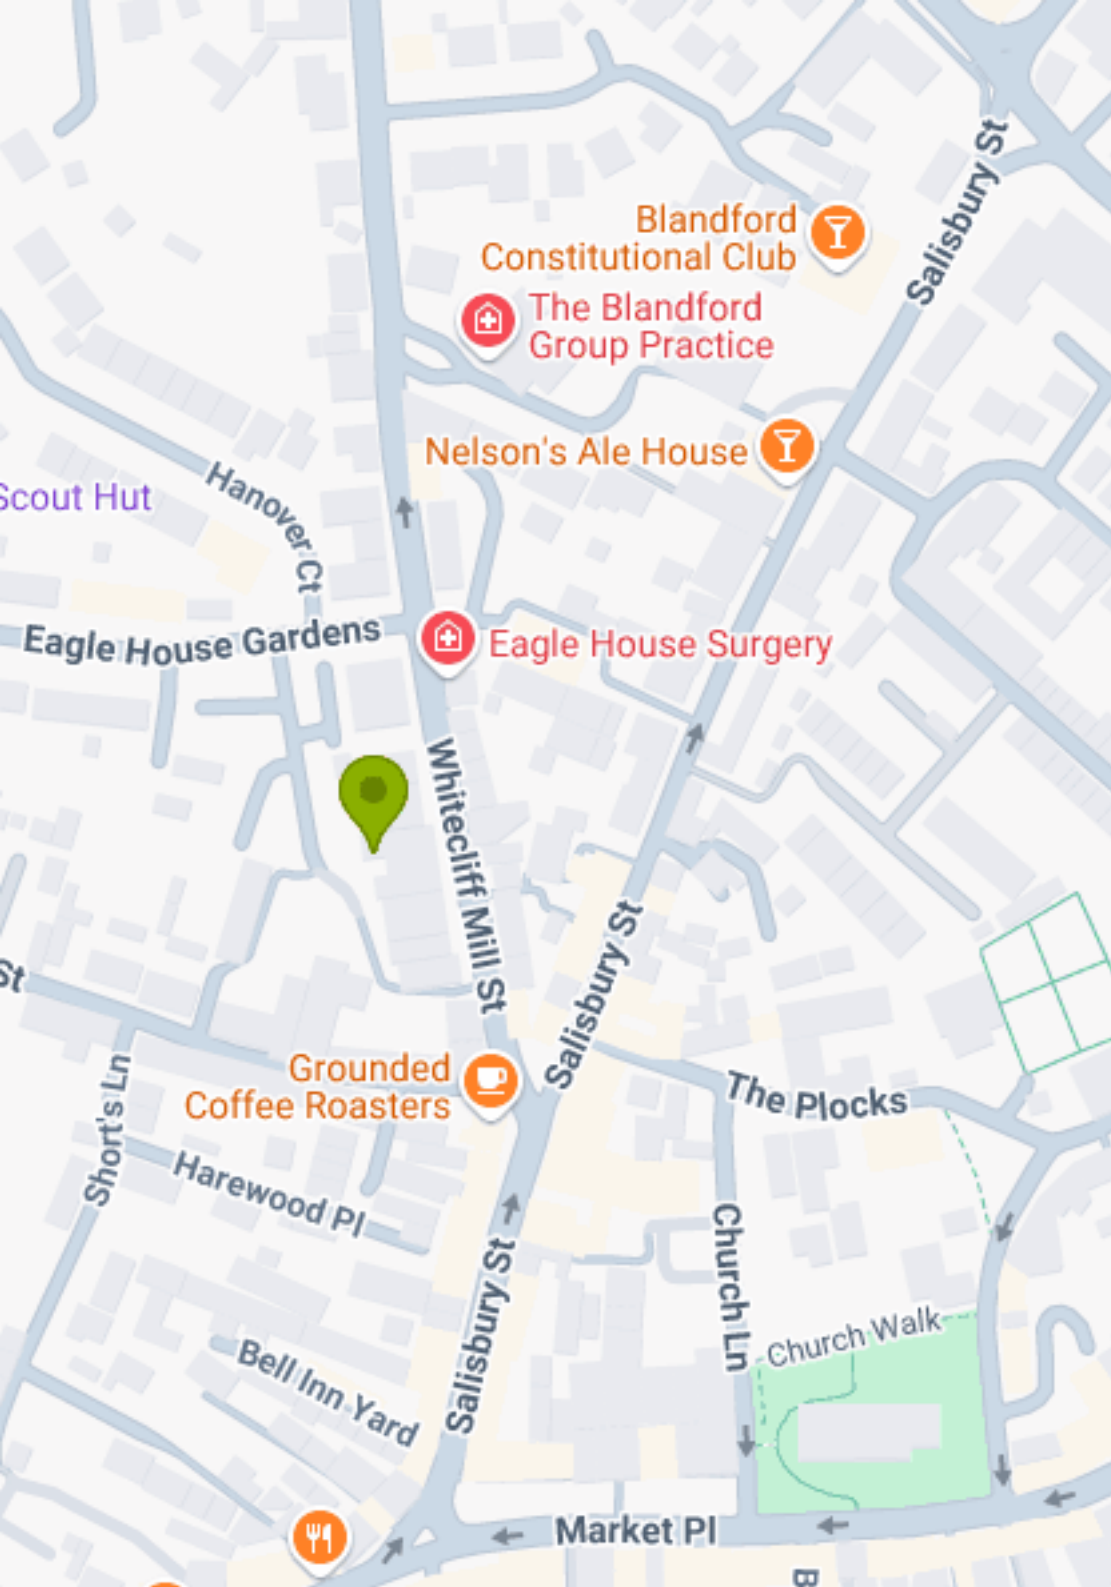 Salisbury St
Blandford
Constitutional Club
The Blandford
Group Practice
Nelson's Ale House
Scout Hut
Hanover Ct
Eagle House Gardens
Eagle House Surgery
Whitecliff Mill St
Salisbury St
St
Grounded
Coffee Roasters
The Plocks
Short's Ln
Harewood Pl
Church Ln
Salisbury St
Church Walk
Bell Inn Yard
Market Pl
B